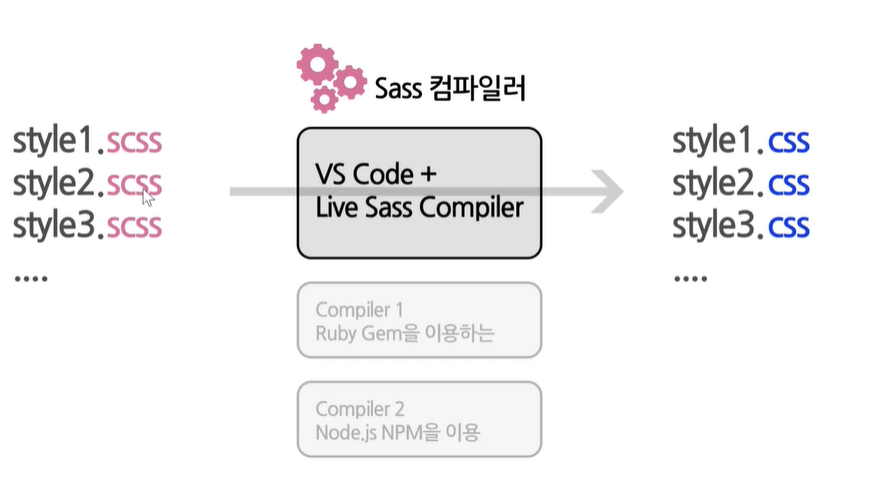 Sass 컴파일러
style1.scss
style2.scss
style3.scss
....
VS Code +
Live Sass Compiler
Compiler 1
Ruby Gem을 이용하는
Compiler 2
Node.js NPM을 이용
style1.css
style2.css
style3.css
....